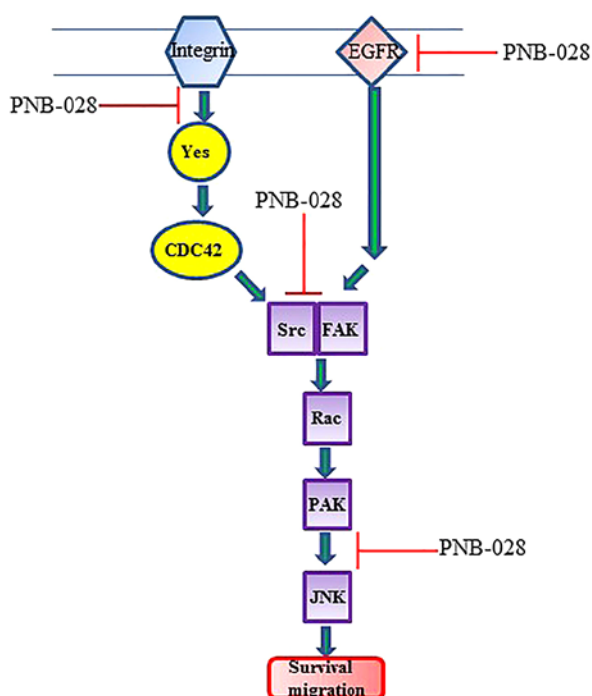 Integrin
EGFR
PNB-028
PNB-028
Yes
PNB-028
CDC42
Src
FAK
Rac
PAK
PNB-028
JNK
Survival
migration